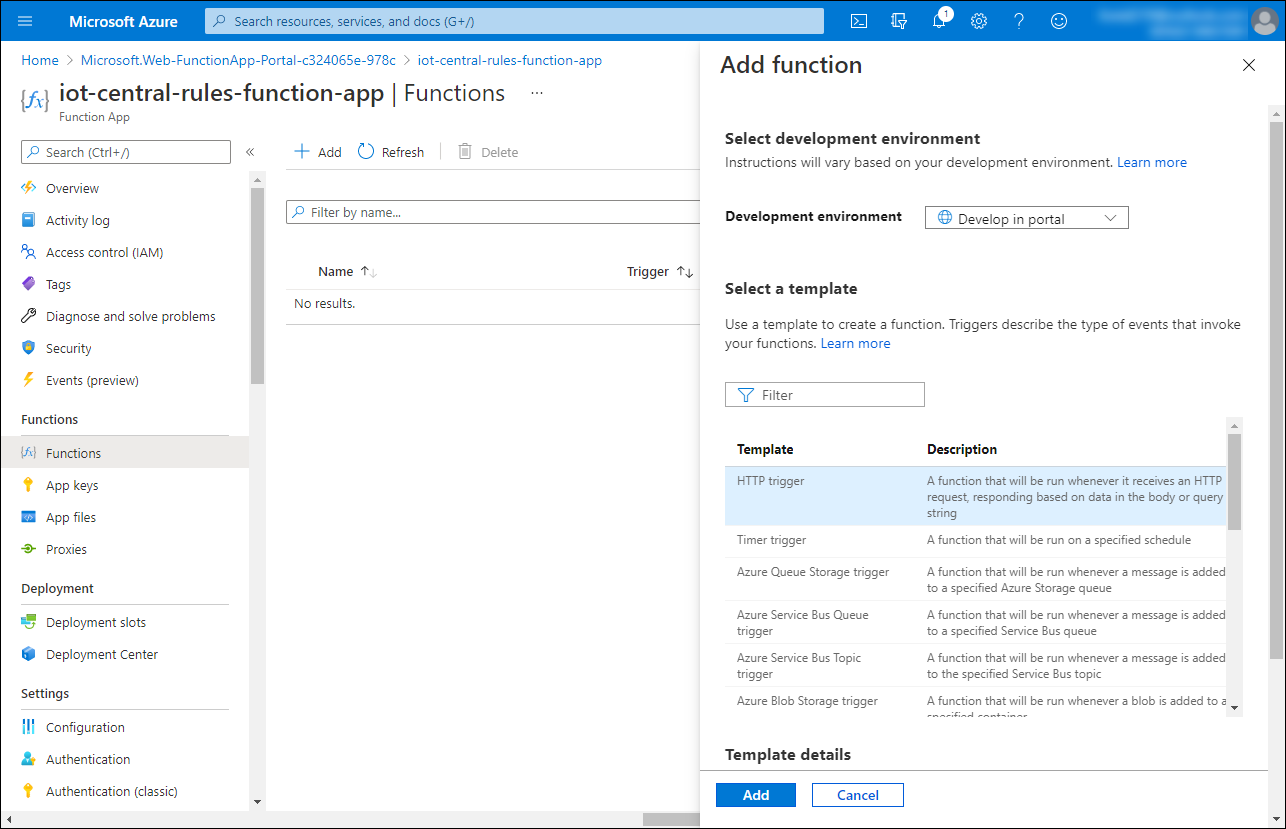 Microsoft Azure
Search resources, services, and docs (G+/)
1
Home > Microsoft.Web-FunctionApp-Portal-c324065e-978c > iot-central-rules-function-app
{fx} iot-central-rules-function-app | Functions ...
Function App
Search (Ctrl+/)
«
Overview
Activity log
Access control (IAM)
Tags
Diagnose and solve problems
Security
Events (preview)
Functions
{fx} Functions
App keys
App files
Proxies
Deployment
Deployment slots
Deployment Center
Settings
Configuration
Authentication
Authentication (classic)
+ Add
Refresh
Delete
Filter by name...
Name ↑↓ Trigger ↑↓
No results.
Add function
Select development environment
Instructions will vary based on your development environment. Learn more
Development environment
Develop in portal
Select a template
Use a template to create a function. Triggers describe the type of events that invoke
your functions. Learn more
Filter
Template Description
HTTP trigger
A function that will be run whenever it receives an HTTP
request, responding based on data in the body or query
string
Timer trigger
A function that will be run on a specified schedule
Azure Queue Storage trigger
A function that will be run whenever a message is added
to a specified Azure Storage queue
Azure Service Bus Queue
trigger
A function that will be run whenever a message is added
to a specified Service Bus queue
Azure Service Bus Topic
trigger
A function that will be run whenever a message is added
to the specified Service Bus topic
Azure Blob Storage trigger
A function that will be run whenever a blob is added to a
specified container
Template details
Add
Cancel